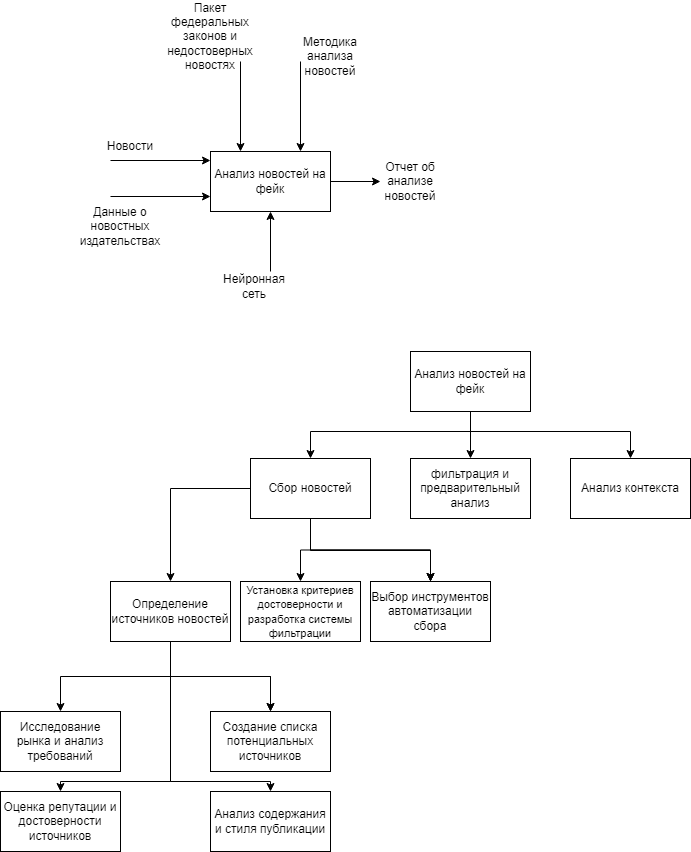 Пакет
федеральных
законов и
недостоверных
новостях
Методика
анализа
новостей
Новости
Анализ новостей на
фейк
Отчет об
анализе
новостей
Данные о
новостных
издательствах
Нейронная
сеть
Анализ новостей на
фейк
Сбор новостей
фильтрация и
предварительный
анализ
Анализ контекста
Определение
источников новостей
Установка критериев
достоверности и
разработка системы
фильтрации
Выбор инструментов
автоматизации
сбора
Исследование
рынка и анализ
требований
Создание списка
потенциальных
источников
Оценка репутации и
достоверности
источников
Анализ содержания
и стиля публикации